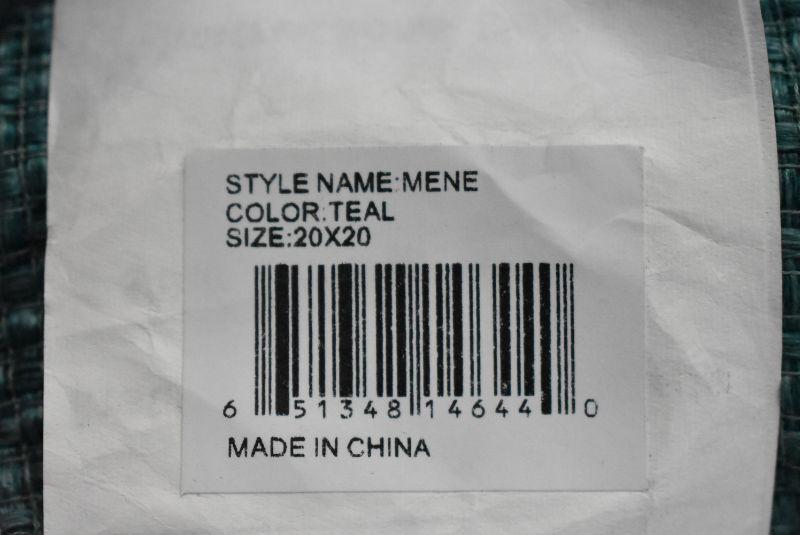 STYLE NAME:MENE
COLOR:TEAL
SIZE:20X20
6 51348 14644 0
MADE IN CHINA